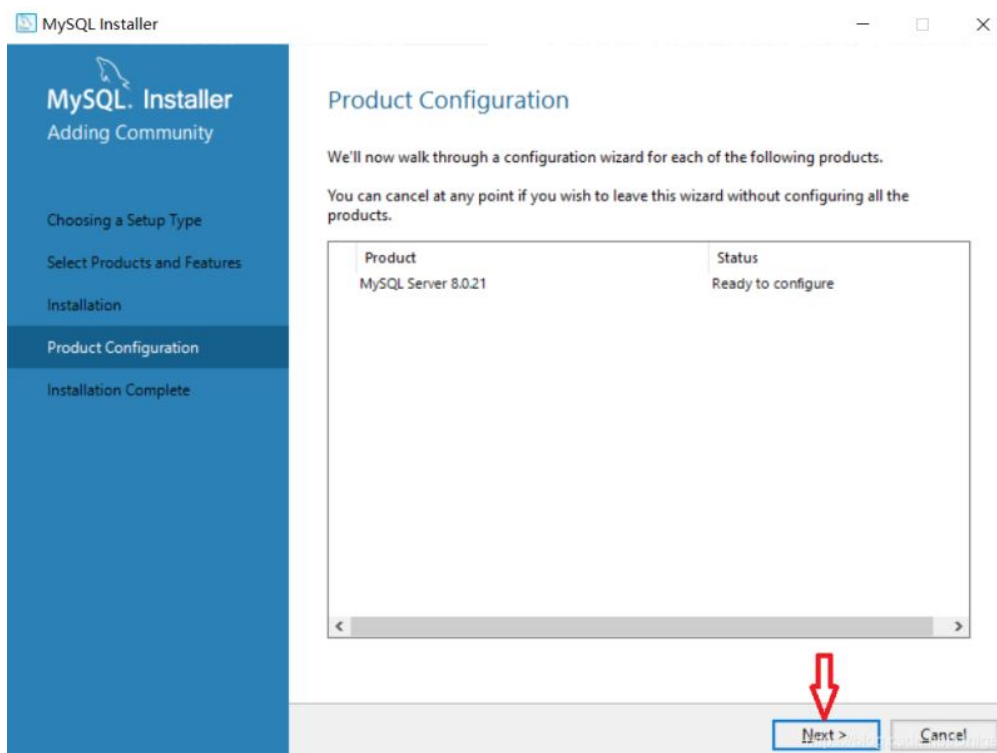 MySQL Installer
MySQL. Installer
Adding Community
Choosing a Setup Type
Select Products and Features
Installation
Product Configuration
Installation Complete
Product Configuration
We'll now walk through a configuration wizard for each of the following products.
You can cancel at any point if you wish to leave this wizard without configuring all the
products.
Product Status
MySQL Server 8.0.21 Ready to configure
Next > Cancel